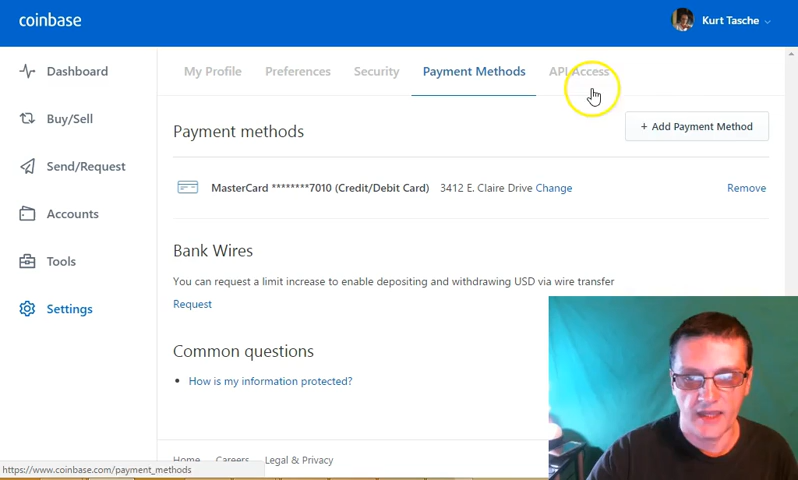 coinbase
Kurt Tasche
Dashboard
Buy/Sell
Send/Request
Accounts
Tools
Settings
My Profile
Preferences
Security
Payment Methods
API Access
Payment methods
+ Add Payment Method
MasterCard ********7010 (Credit/Debit Card)
3412 E. Claire Drive Change
Remove
Bank Wires
You can request a limit increase to enable depositing and withdrawing USD via wire transfer
Request
Common questions
How is my information protected?
Home
Careers
Legal & Privacy
https://www.coinbase.com/payment_methods